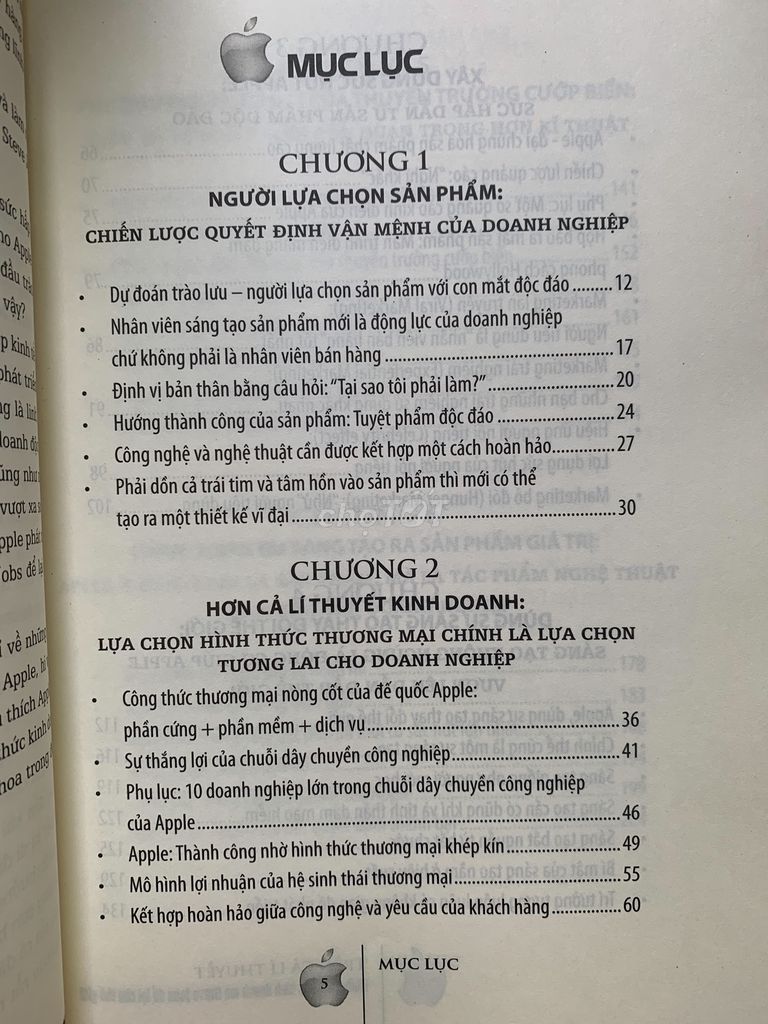 MỤC LỤC
CHƯƠNG 1
NGƯỜI LỰA CHỌN SẢN PHẨM:
CHIẾN LƯỢC QUYẾT ĐỊNH VẬN MỆNH CỦA DOANH NGHIỆP
• Dự đoán trào lưu – người lựa chọn sản phẩm với con mắt độc đáo.........12
• Nhân viên sáng tạo sản phẩm mới là động lực của doanh nghiệp
chứ không phải là nhân viên bán hàng..........17
• Định vị bản thân bằng câu hỏi: "Tại sao tôi phải làm?"..........20
• Hướng thành công của sản phẩm: Tuyệt phẩm độc đáo..........24
• Công nghệ và nghệ thuật cần được kết hợp một cách hoàn hảo..........27
• Phải dồn cả trái tim và tâm hồn vào sản phẩm thì mới có thể
tạo ra một thiết kế vĩ đại..........30
chợTỐT
CHƯƠNG 2
HƠN CẢ LÍ THUYẾT KINH DOANH:
LỰA CHỌN HÌNH THỨC THƯƠNG MẠI CHÍNH LÀ LỰA CHỌN
TƯƠNG LAI CHO DOANH NGHIỆP
• Công thức thương mại nòng cốt của đế quốc Apple:
phần cứng + phần mềm + dịch vụ..........36
• Sự thắng lợi của chuỗi dây chuyền công nghiệp..........41
• Phụ lục: 10 doanh nghiệp lớn trong chuỗi dây chuyền công nghiệp
của Apple..........46
• Apple: Thành công nhờ hình thức thương mại khép kín..........49
• Mô hình lợi nhuận của hệ sinh thái thương mại..........55
• Kết hợp hoàn hảo giữa công nghệ và yêu cầu của khách hàng..........60
5
MỤC LỤC